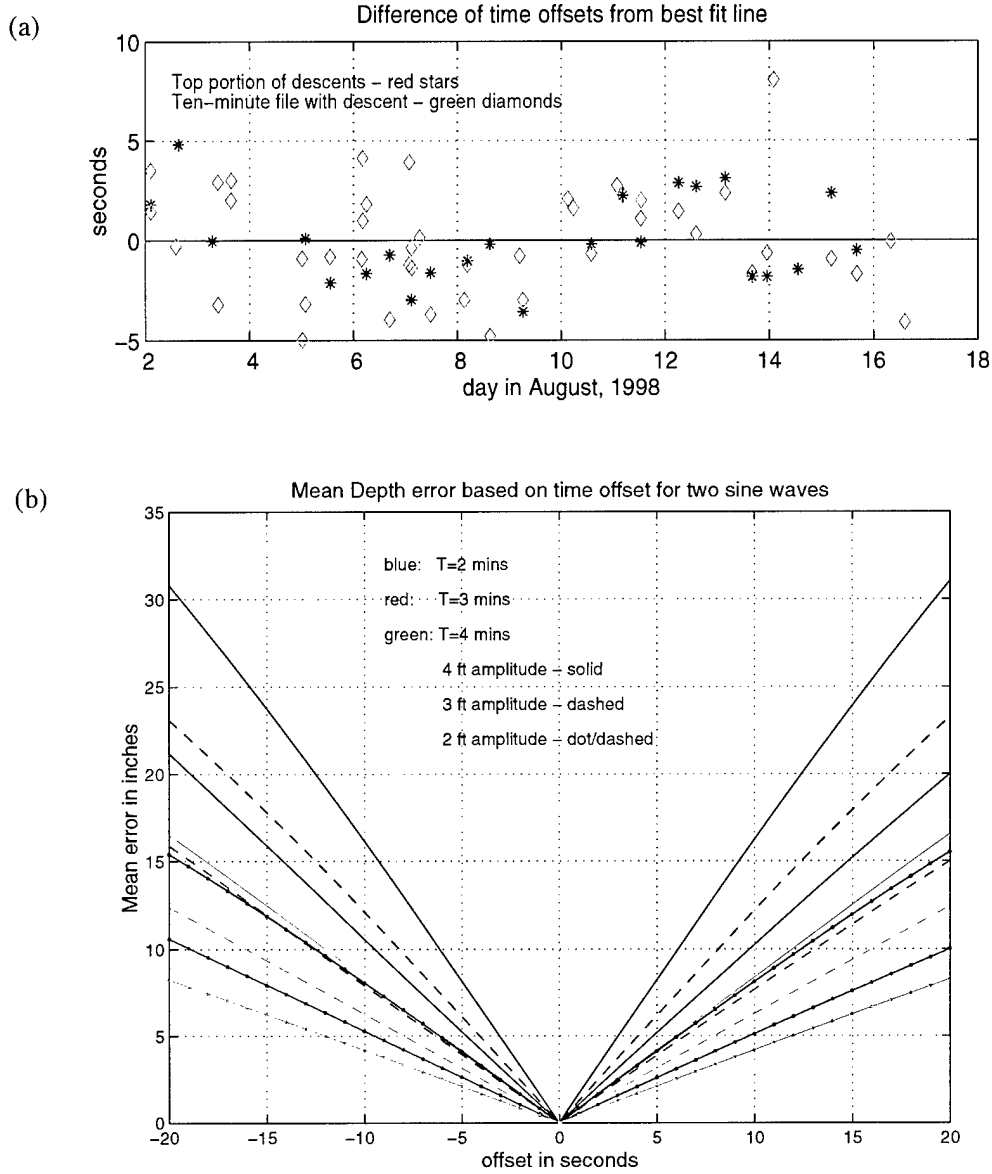 (a)
Difference of time offsets from best fit line
Top portion of descents – red stars
Ten–minute file with descent – green diamonds
seconds
10
5
0
−5
2 4 6 8 10 12 14 16 18
day in August, 1998
(b)
Mean Depth error based on time offset for two sine waves
blue: T=2 mins
red: T=3 mins
green: T=4 mins
4 ft amplitude – solid
3 ft amplitude – dashed
2 ft amplitude – dot/dashed
Mean error in inches
35
30
25
20
15
10
5
0
−20 −15 −10 −5 0 5 10 15 20
offset in seconds